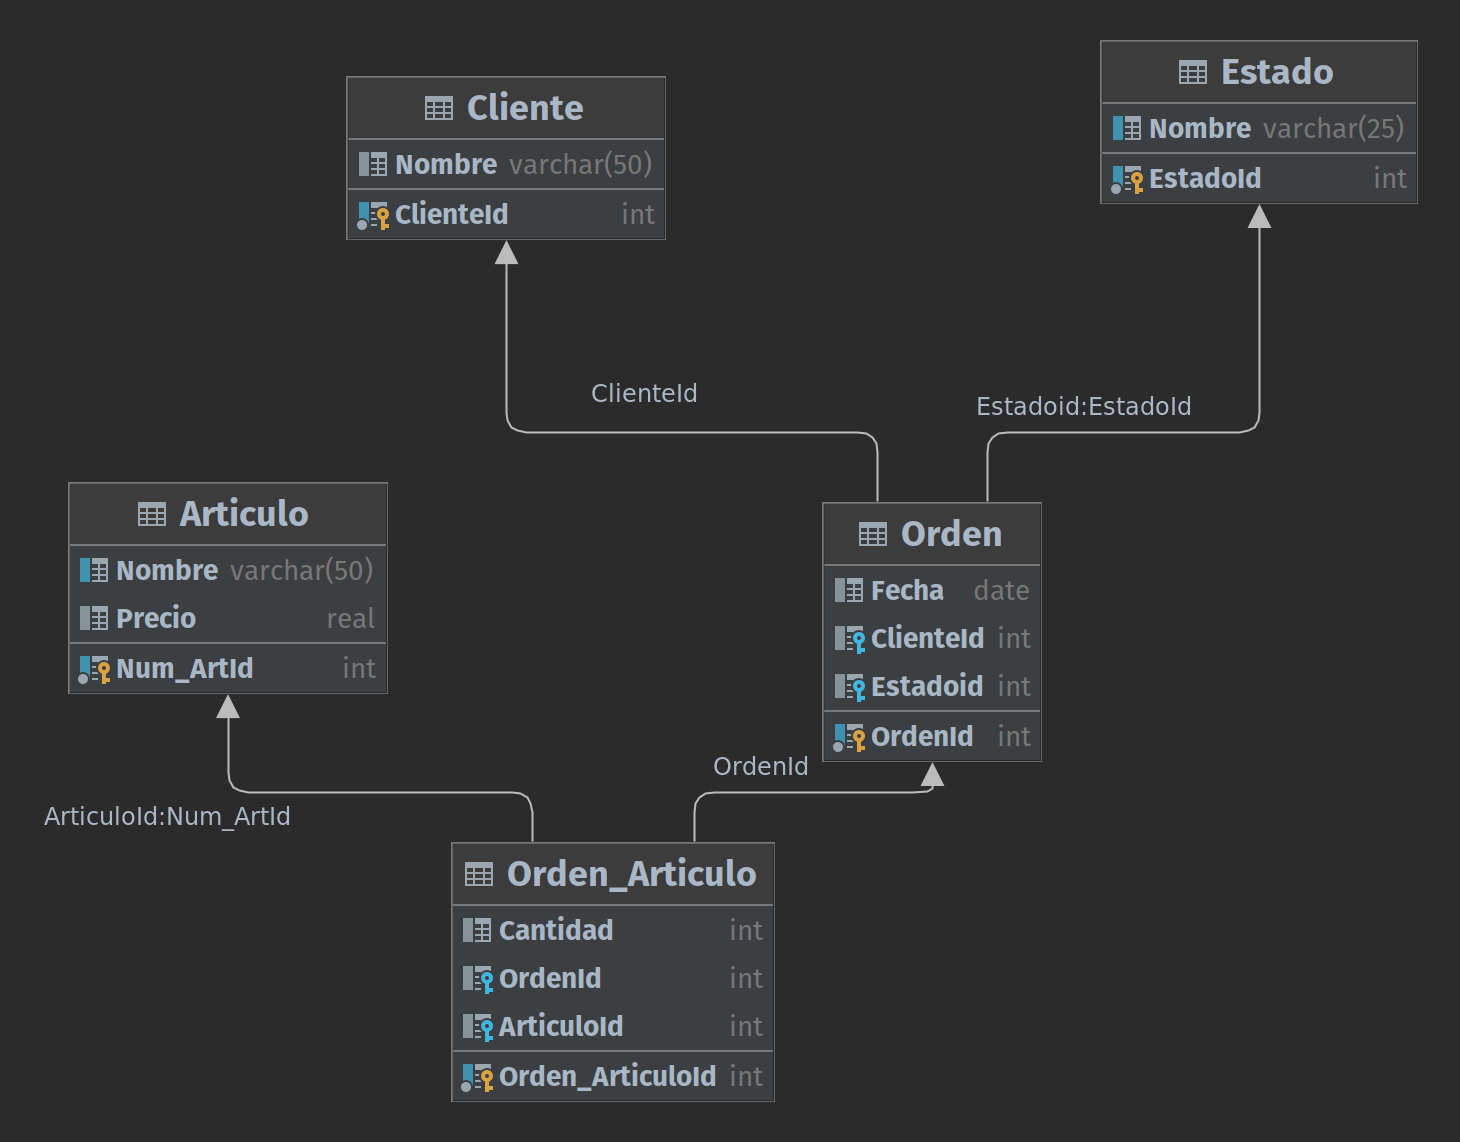 Cliente
Nombre varchar(50)
ClienteId int
Estado
Nombre varchar(25)
EstadoId int
ClienteId
Estadoid:EstadoId
Articulo
Nombre varchar(50)
Precio real
Num_ArtId int
Orden
Fecha date
ClienteId int
Estadoid int
OrdenId int
ArticuloId:Num_ArtId
OrdenId
Orden_Articulo
Cantidad int
OrdenId int
ArticuloId int
Orden_ArticuloId int